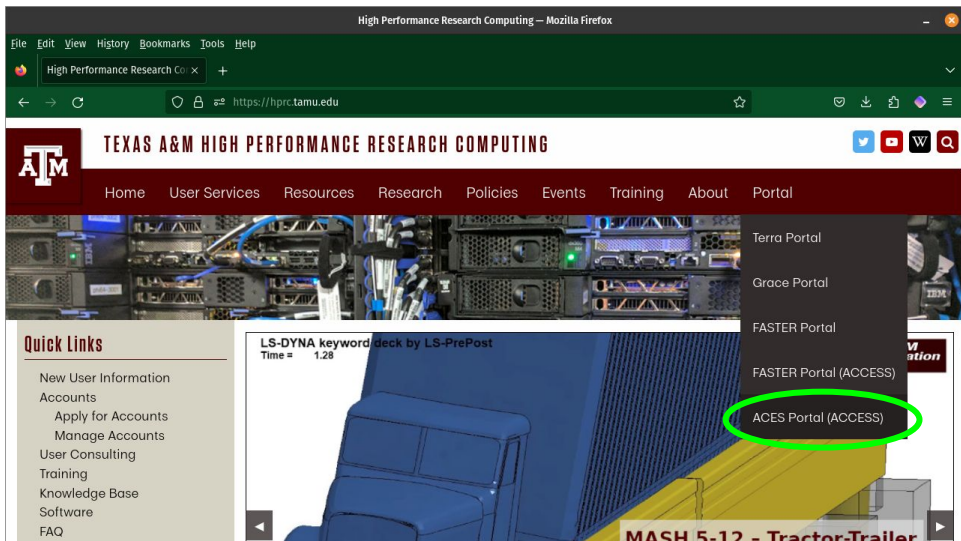 High Performance Research Computing — Mozilla Firefox
File Edit View History Bookmarks Tools Help
High Performance Research Co
https://hprc.tamu.edu
TEXAS A&M HIGH PERFORMANCE RESEARCH COMPUTING
W
A M
Home User Services Resources Research Policies Events Training About Portal
Terra Portal
Grace Portal
FASTER Portal
FASTER Portal (ACCESS)
ACES Portal (ACCESS)
IBM
Quick Links
New User Information
Accounts
Apply for Accounts
Manage Accounts
User Consulting
Training
Knowledge Base
Software
FAQ
LS-DYNA keyword deck by LS-PrePost
Time = 1.28
MASH 5-12 - Tractor-Trailer